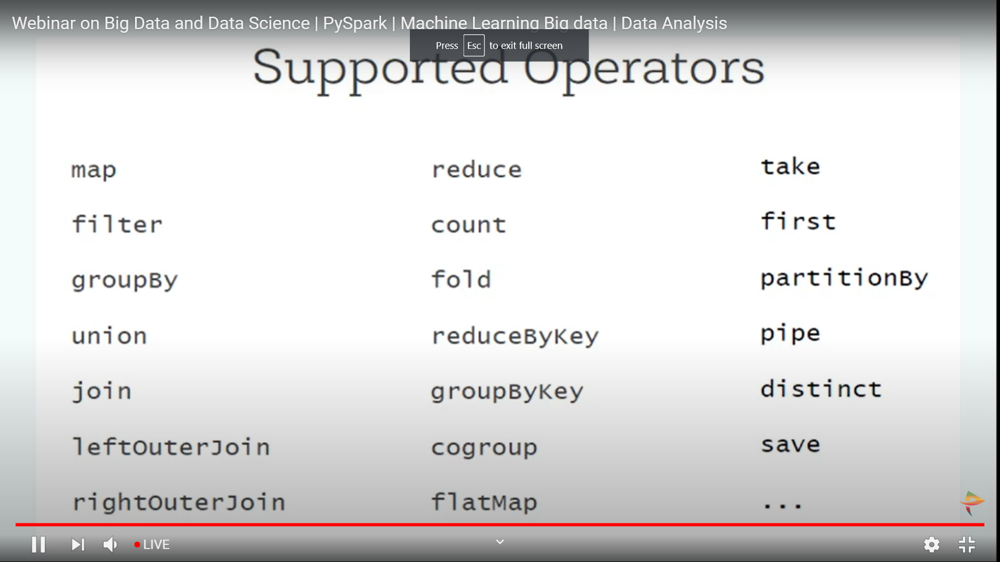 Webinar on Big Data and Data Science | PySpark | Machine Learning Big data | Data Analysis
Press Esc to exit full screen
Supported Operators
map
filter
groupBy
union
join
leftOuterJoin
rightOuterJoin
reduce
count
fold
reduceByKey
groupByKey
cogroup
flatMap
take
first
partitionBy
pipe
distinct
save
...
LIVE